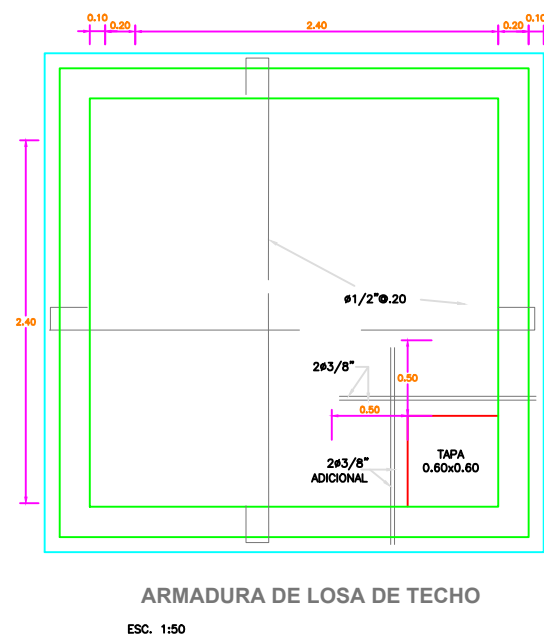 0.10 0.20 2.40 0.20 0.10
ø1/2"@.20
2.40
2ø3/8"
0.50
0.50
TAPA
0.60x0.60
2ø3/8"
ADICIONAL
ARMADURA DE LOSA DE TECHO
ESC. 1:50